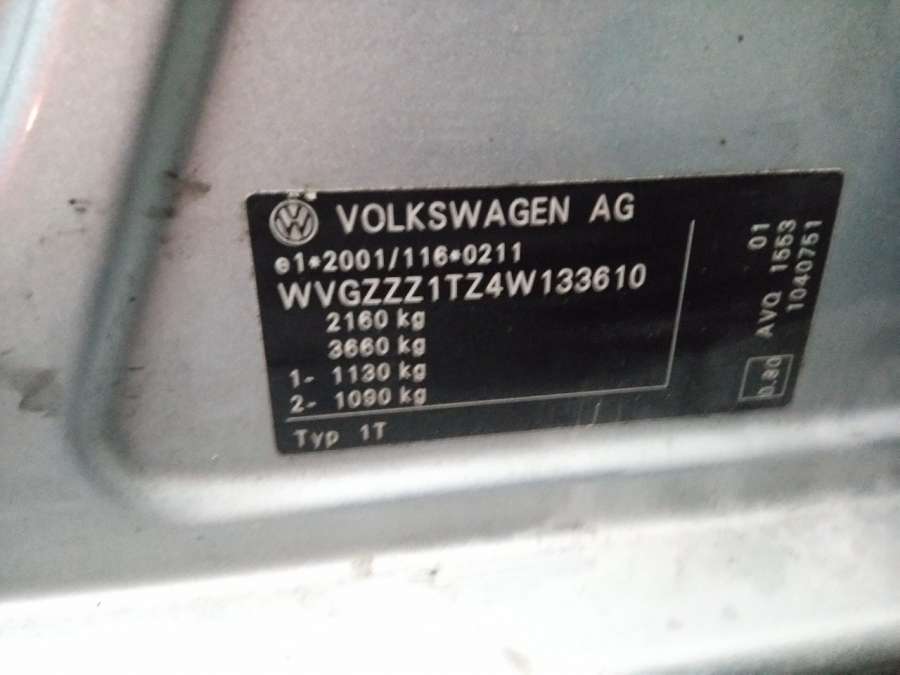 VOLKSWAGEN AG
e1*2001/116*0211
WVGZZZ1TZ4W133610
2160 kg
3660 kg
1- 1130 kg
2- 1090 kg
Typ 1T
01
AVQ 1553
1040751
0.80